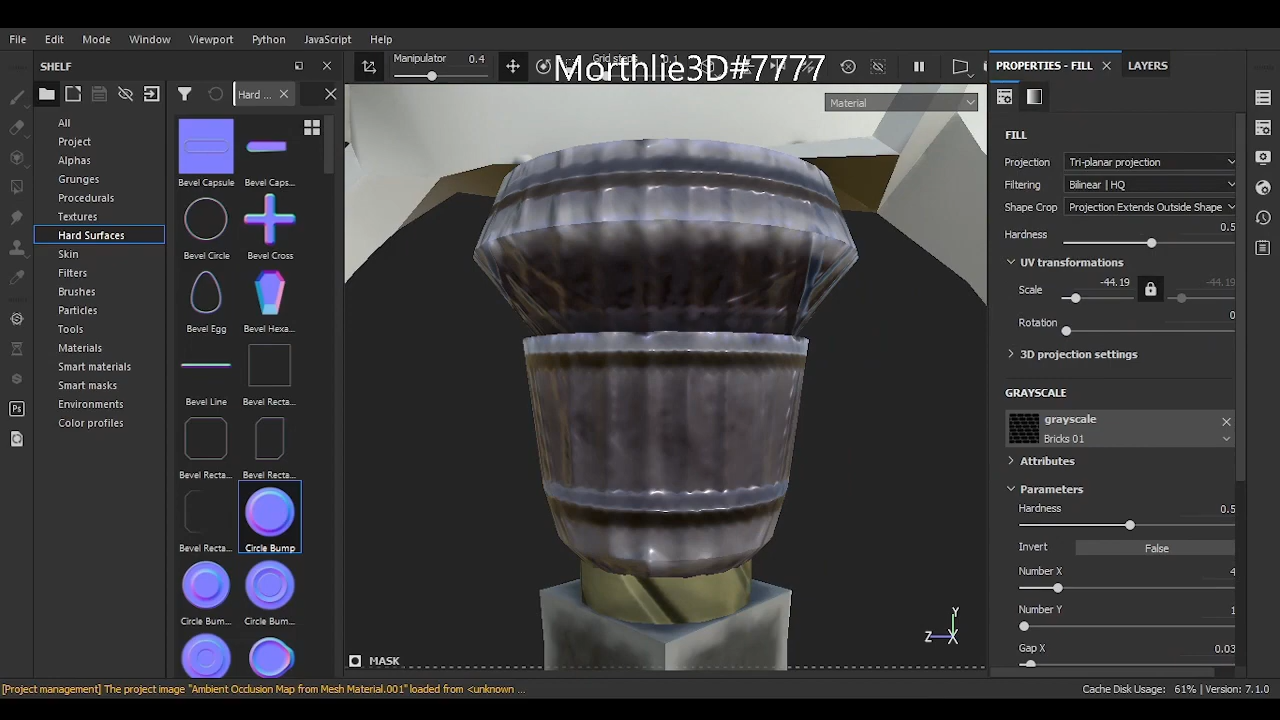 File Edit Mode Window Viewport Python JavaScript Help
SHELF
Manipulator 0.4
Morthlie3D#7777
PROPERTIES - FILL
LAYERS
Hard ...
Material
All
Project
Alphas
Grunges
Procedurals
Textures
Hard Surfaces
Skin
Filters
Brushes
Particles
Tools
Materials
Smart materials
Smart masks
Environments
Color profiles
Bevel Capsule Bevel Caps...
Bevel Circle Bevel Cross
Bevel Egg Bevel Hexa...
Bevel Line Bevel Recta...
Bevel Recta... Bevel Recta...
Bevel Recta... Circle Bump
Circle Bum... Circle Bum...
MASK
Y
Z X
FILL
Projection Tri-planar projection
Filtering Bilinear | HQ
Shape Crop Projection Extends Outside Shape
Hardness 0.5
UV transformations
Scale -44.19 -44.19
Rotation 0
3D projection settings
GRAYSCALE
grayscale
Bricks 01
Attributes
Parameters
Hardness 0.5
Invert False
Number X 4
Number Y 1
Gap X 0.03
[Project management] The project image "Ambient Occlusion Map from Mesh Material.001" loaded from <unknown ...
Cache Disk Usage: 61% | Version: 7.1.0